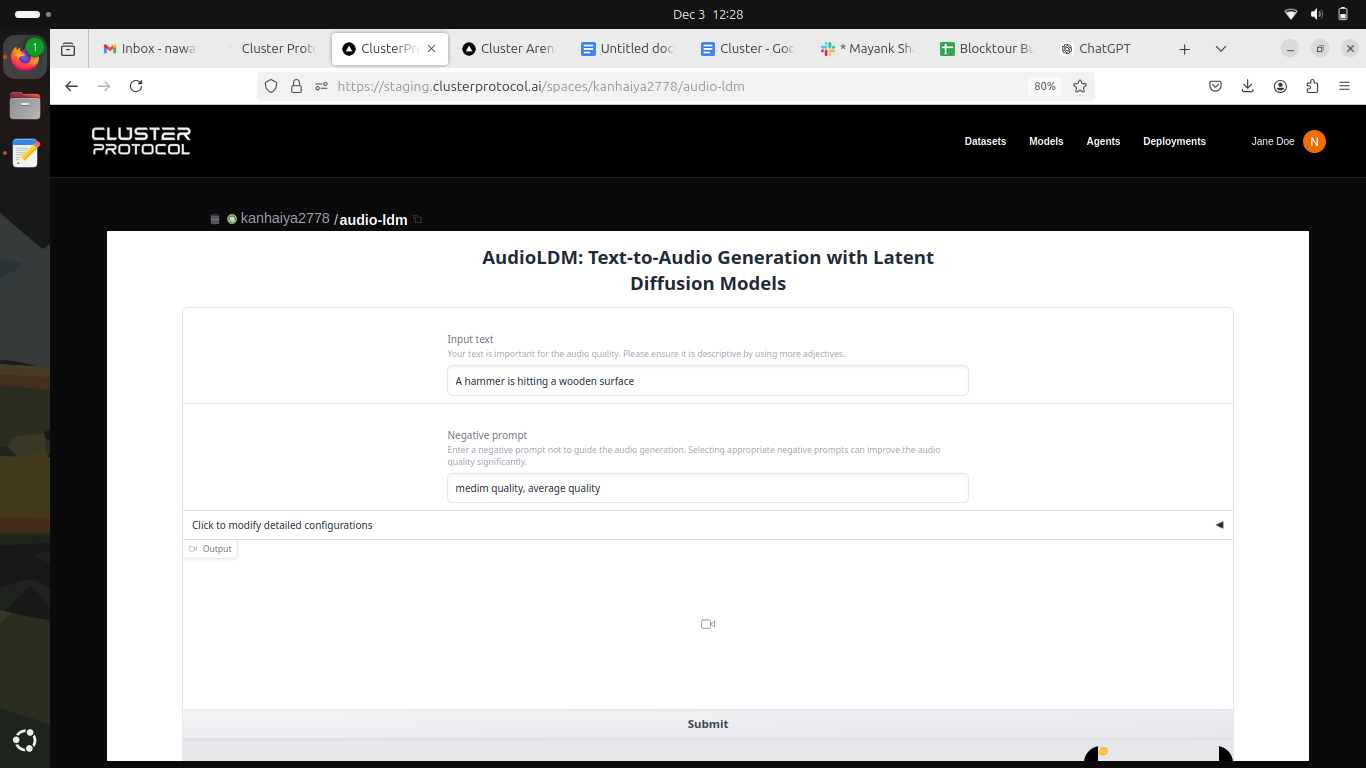 Dec 3 12:28
1
Inbox - nawa
Cluster Proto
ClusterPro
Cluster Aren
Untitled doc
Cluster - Goo
* Mayank Sha
Blocktour Bu
ChatGPT
https://staging.clusterprotocol.ai/spaces/kanhaiya2778/audio-ldm
80%
CLUSTER
PROTOCOL
Datasets
Models
Agents
Deployments
Jane Doe
N
kanhaiya2778 /audio-ldm
AudioLDM: Text-to-Audio Generation with Latent
Diffusion Models
Input text
Your text is important for the audio quality. Please ensure it is descriptive by using more adjectives.
A hammer is hitting a wooden surface
Negative prompt
Enter a negative prompt not to guide the audio generation. Selecting appropriate negative prompts can improve the audio
quality significantly.
medim quality, average quality
Click to modify detailed configurations
Output
Submit